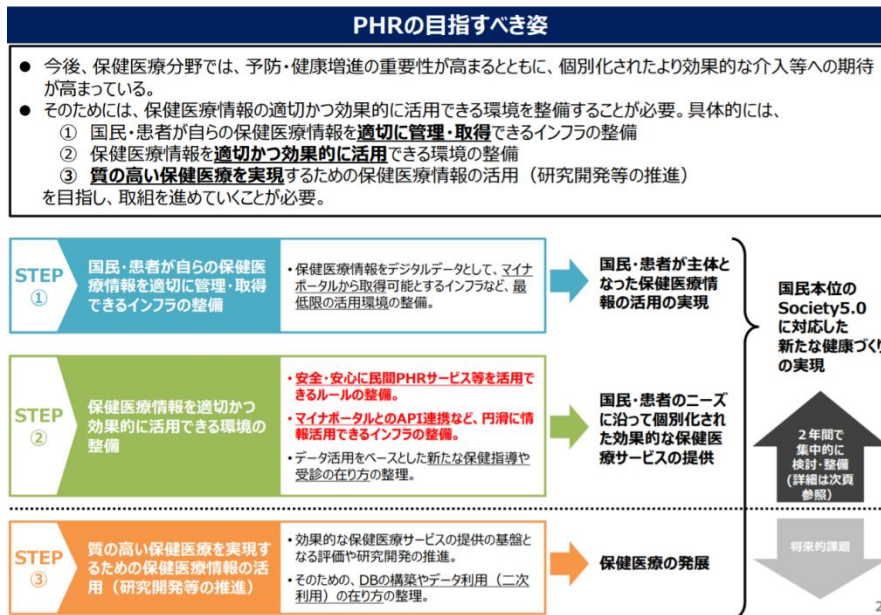 PHRの目指すべき姿
● 今後、保健医療分野では、予防・健康増進の重要性が高まるとともに、個別化されたより効果的な介入等への期待
が高まっている。
● そのためには、保健医療情報の適切かつ効果的に活用できる環境を整備することが必要。具体的には、
① 国民・患者が自らの保健医療情報を適切に管理・取得できるインフラの整備
② 保健医療情報を適切かつ効果的に活用できる環境の整備
③ 質の高い保健医療を実現するための保健医療情報の活用（研究開発等の推進）
を目指し、取組を進めていくことが必要。
STEP
①
国民・患者が自らの保健医
療情報を適切に管理・取得
できるインフラの整備
・保健医療情報をデジタルデータとして、マイナ
ポータルから取得可能とするインフラなど、最
低限の活用環境の整備。
国民・患者が主体と
なった保健医療情
報の活用の実現
STEP
②
保健医療情報を適切かつ
効果的に活用できる環境の
整備
・安全・安心に民間PHRサービス等を活用で
きるルールの整備。
・マイナポータルとのAPI連携など、円滑に情
報活用できるインフラの整備。
・データ活用をベースとした新たな保健指導や
受診の在り方の整理。
国民・患者のニーズ
に沿って個別化され
た効果的な保健医
療サービスの提供
STEP
③
質の高い保健医療を実現す
るための保健医療情報の活
用（研究開発等の推進）
・効果的な保健医療サービスの提供の基盤と
なる評価や研究開発の推進。
・そのための、DBの構築やデータ利用（二次
利用）の在り方の整理。
保健医療の発展
国民本位の
Society5.0
に対応した
新たな健康づくり
の実現
２年間で
集中的に
検討・整備
(詳細は次頁
参照）
将来的課題
2